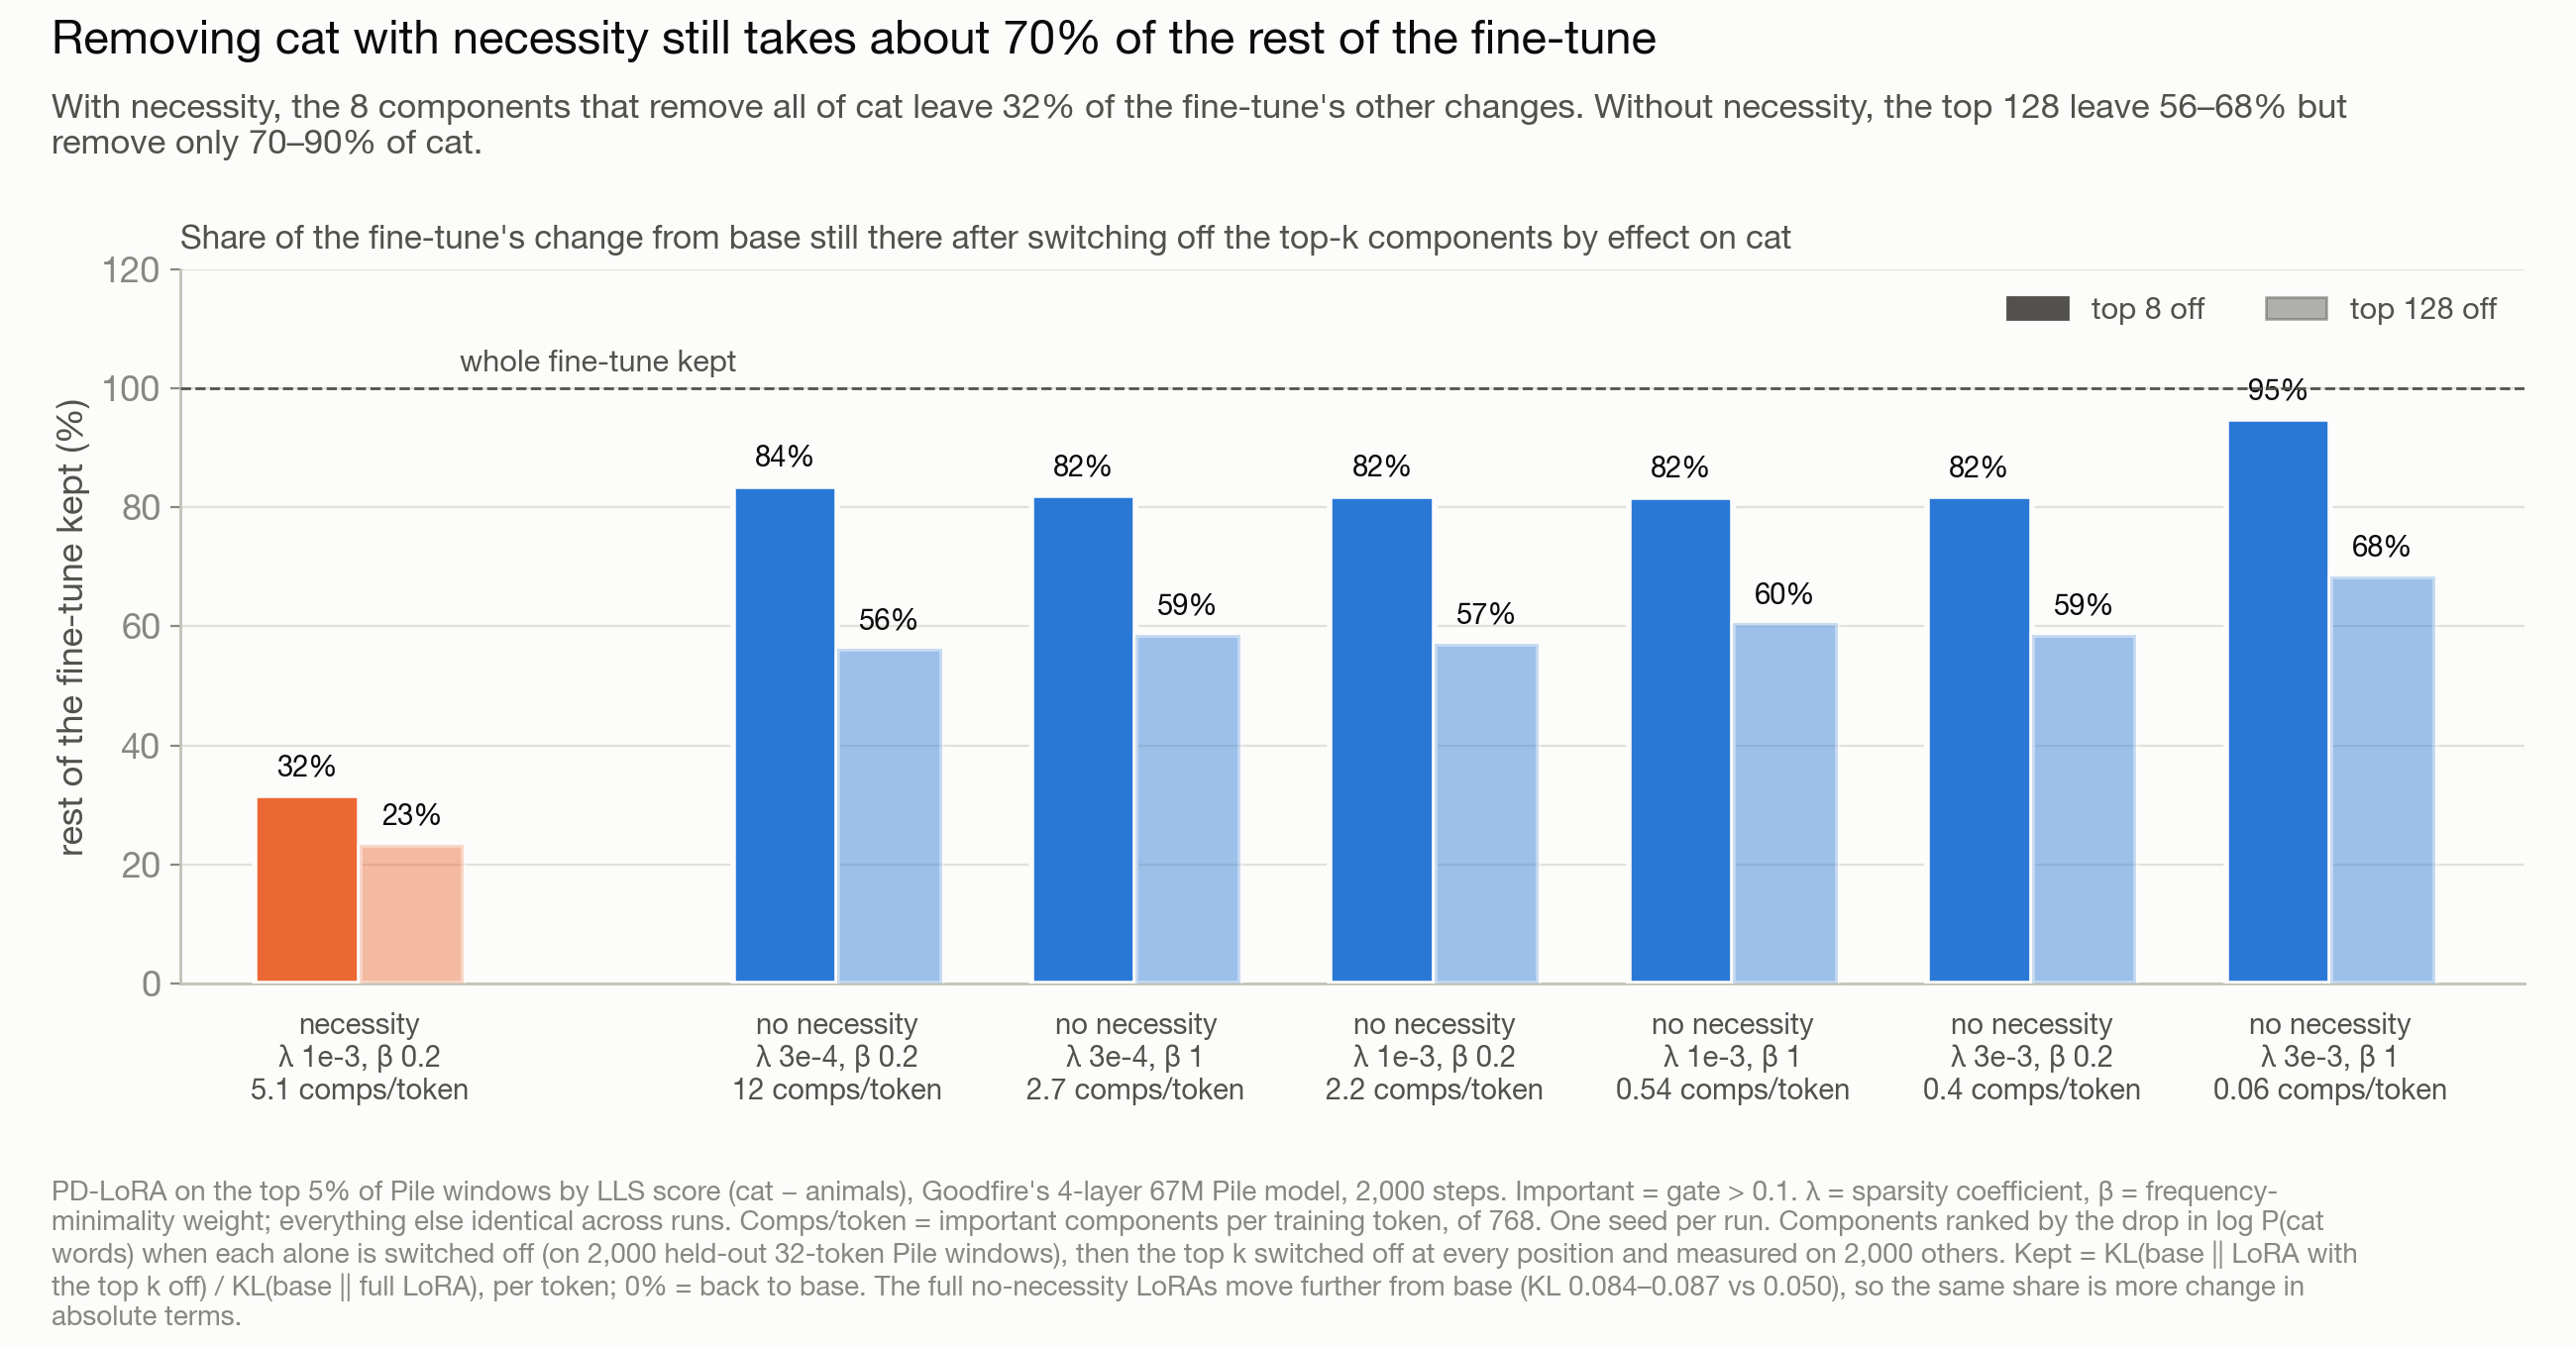 Removing cat with necessity still takes about 70% of the rest of the fine-tune
With necessity, the 8 components that remove all of cat leave 32% of the fine-tune's other changes. Without necessity, the top 128 leave 56–68% but
remove only 70–90% of cat.
Share of the fine-tune's change from base still there after switching off the top-k components by effect on cat
120
top 8 off
top 128 off
whole fine-tune kept
100
95%
84%
82%
82%
82%
82%
80
68%
60
56%
59%
57%
60%
59%
40
32%
23%
20
0
rest of the fine-tune kept (%)
necessity
λ 1e-3, β 0.2
5.1 comps/token
no necessity
λ 3e-4, β 0.2
12 comps/token
no necessity
λ 3e-4, β 1
2.7 comps/token
no necessity
λ 1e-3, β 0.2
2.2 comps/token
no necessity
λ 1e-3, β 1
0.54 comps/token
no necessity
λ 3e-3, β 0.2
0.4 comps/token
no necessity
λ 3e-3, β 1
0.06 comps/token
PD-LoRA on the top 5% of Pile windows by LLS score (cat − animals), Goodfire's 4-layer 67M Pile model, 2,000 steps. Important = gate > 0.1. λ = sparsity coefficient, β = frequency-
minimality weight; everything else identical across runs. Comps/token = important components per training token, of 768. One seed per run. Components ranked by the drop in log P(cat
words) when each alone is switched off (on 2,000 held-out 32-token Pile windows), then the top k switched off at every position and measured on 2,000 others. Kept = KL(base || LoRA with
the top k off) / KL(base || full LoRA), per token; 0% = back to base. The full no-necessity LoRAs move further from base (KL 0.084–0.087 vs 0.050), so the same share is more change in
absolute terms.